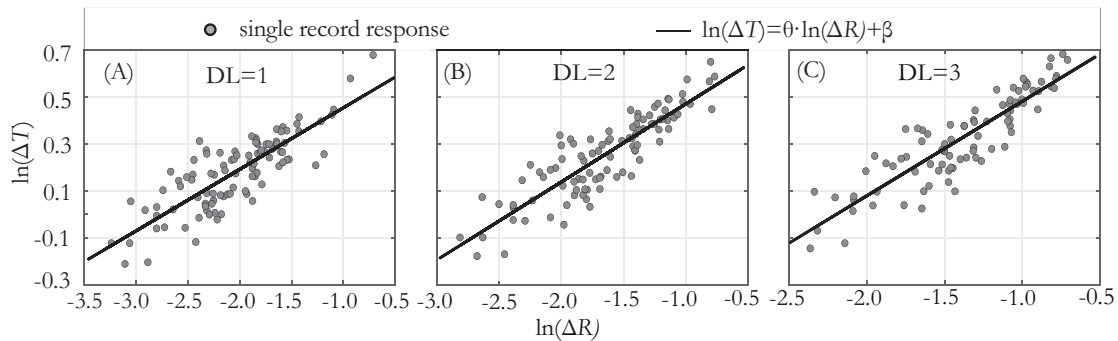 single record response
ln(ΔT)=θ·ln(ΔR)+β
(A) DL=1
(B) DL=2
(C) DL=3
ln(ΔT)
0.7
0.5
0.3
0.1
-0.1
-0.3
-3.5 -3.0 -2.5 -2.0 -1.5 -1.0 -0.5
-3.0 -2.5 -2.0 -1.5 -1.0 -0.5
-2.5 -2.0 -1.5 -1.0 -0.5
ln(ΔR)